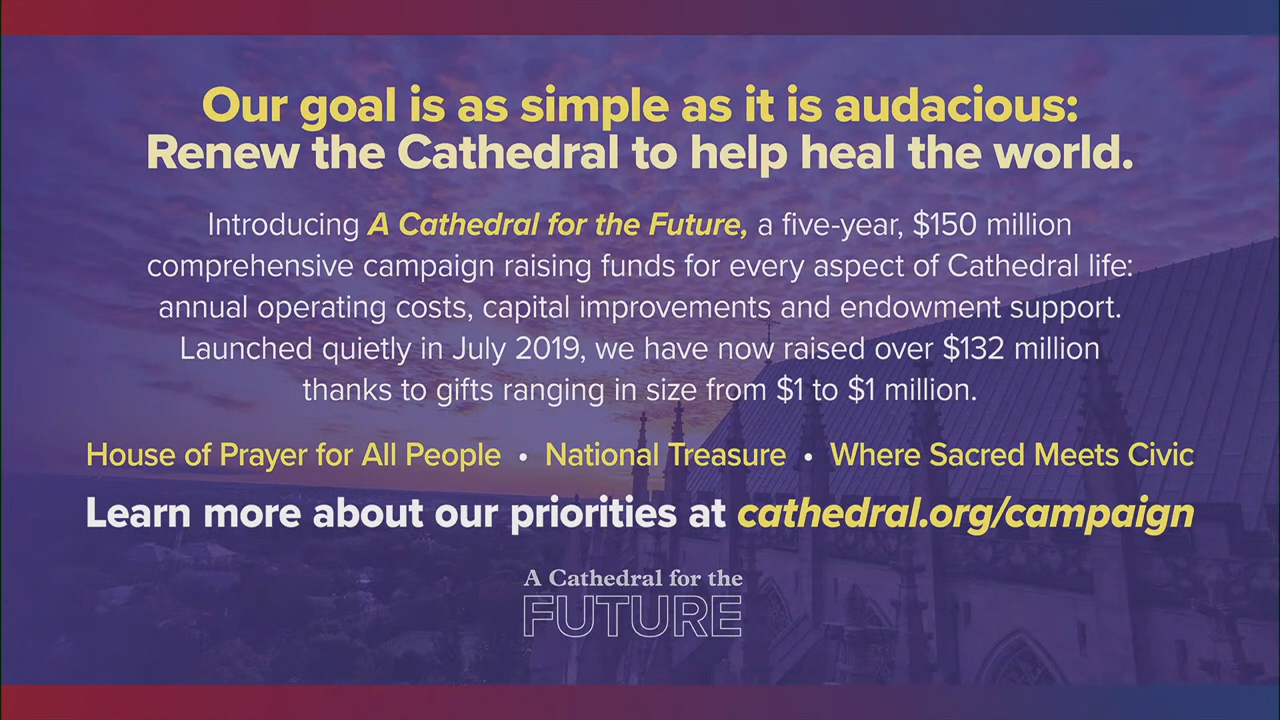 Our goal is as simple as it is audacious:
Renew the Cathedral to help heal the world.
Introducing A Cathedral for the Future, a five-year, $150 million
comprehensive campaign raising funds for every aspect of Cathedral life:
annual operating costs, capital improvements and endowment support.
Launched quietly in July 2019, we have now raised over $132 million
thanks to gifts ranging in size from $1 to $1 million.
House of Prayer for All People • National Treasure • Where Sacred Meets Civic
Learn more about our priorities at cathedral.org/campaign
A Cathedral for the
FUTURE